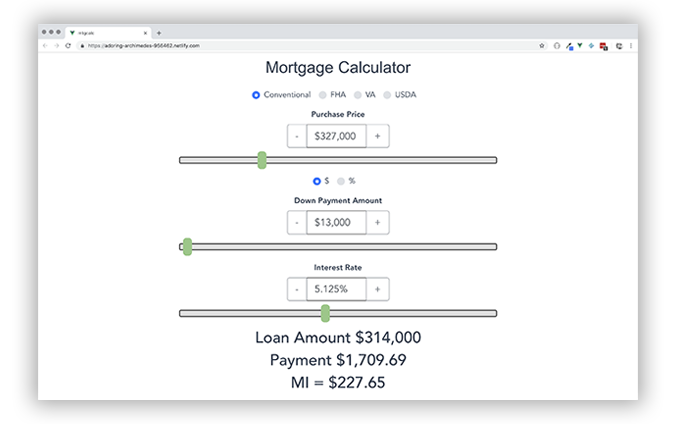 migrate
https://adoring-archimedes-956462.netlify.com
Mortgage Calculator
Conventional FHA VA USDA
Purchase Price
- $327,000 +
$ %
Down Payment Amount
- $13,000 +
Interest Rate
- 5.125% +
Loan Amount $314,000
Payment $1,709.69
MI = $227.65